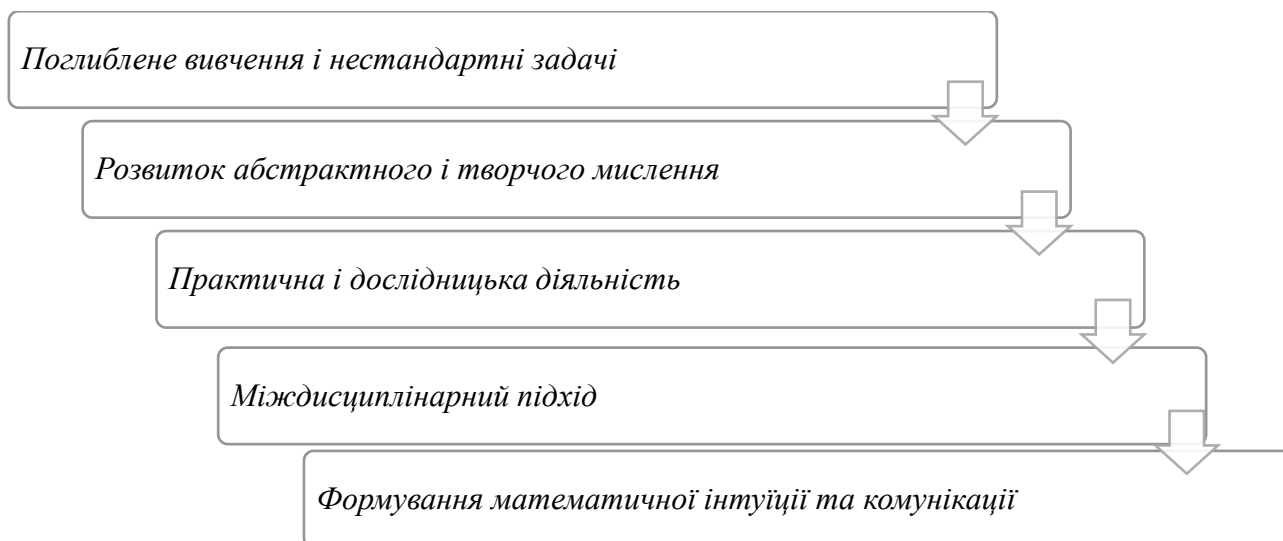 Поглиблене вивчення і нестандартні задачі
Розвиток абстрактного і творчого мислення
Практична і дослідницька діяльність
Міждисциплінарний підхід
Формування математичної інтуїції та комунікації